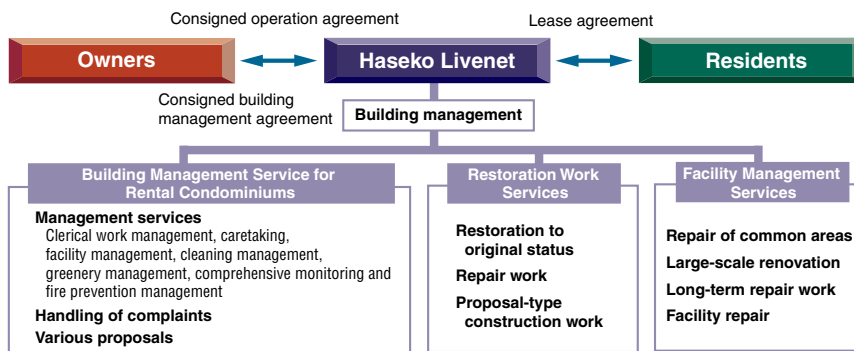 Consigned operation agreement
Lease agreement
Owners
Haseko Livenet
Residents
Consigned building
management agreement
Building management
Building Management Service for
Rental Condominiums
Management services
Clerical work management, caretaking,
facility management, cleaning management,
greenery management, comprehensive monitoring and
fire prevention management
Handling of complaints
Various proposals
Restoration Work
Services
Restoration to
original status
Repair work
Proposal-type
construction work
Facility Management
Services
Repair of common areas
Large-scale renovation
Long-term repair work
Facility repair